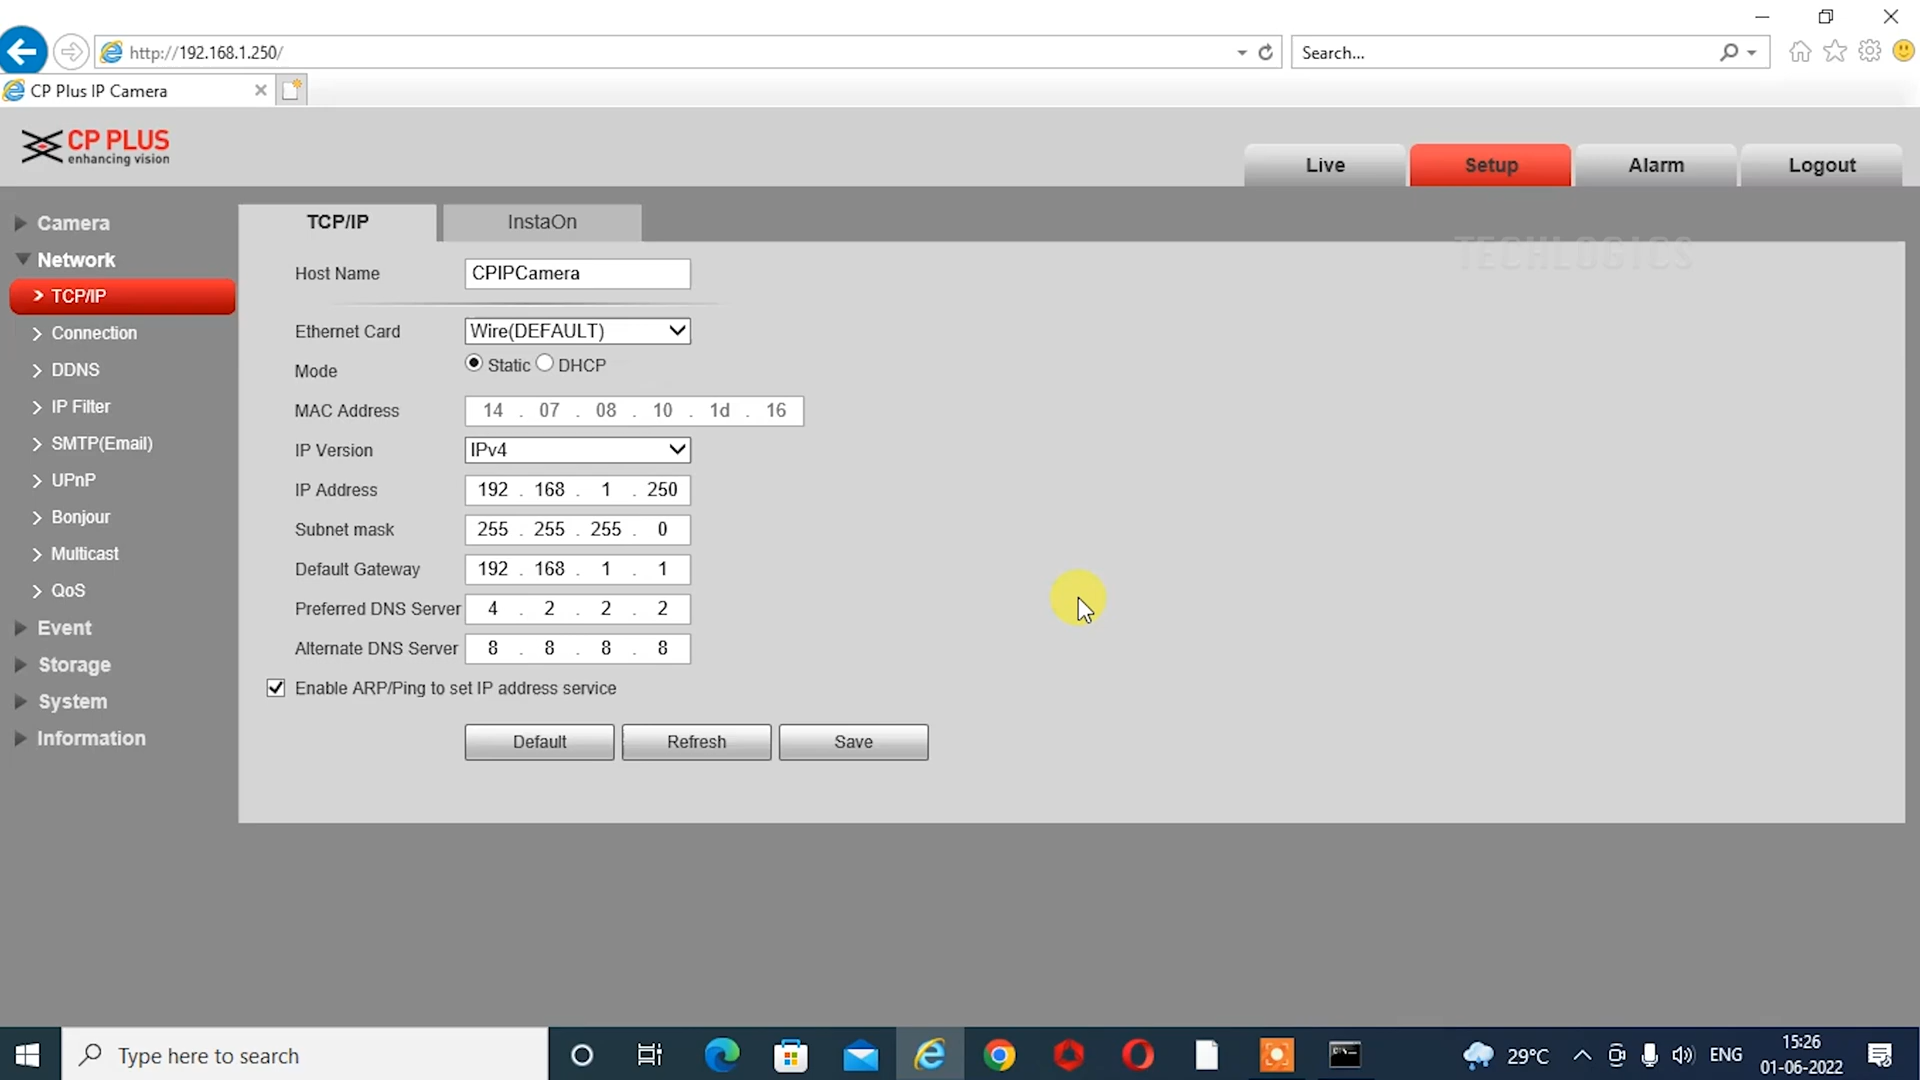 http://192.168.1.250/
Search...
CP Plus IP Camera
CP PLUS
enhancing vision
Live
Setup
Alarm
Logout
Camera
Network
TCP/IP
Connection
DDNS
IP Filter
SMTP(Email)
UPnP
Bonjour
Multicast
QoS
Event
Storage
System
Information
TCP/IP
InstaOn
TECHLOGICS
Host Name CPIPCamera
Ethernet Card Wire(DEFAULT)
Mode Static DHCP
MAC Address 14 . 07 . 08 . 10 . 1d . 16
IP Version IPv4
IP Address 192 . 168 . 1 . 250
Subnet mask 255 . 255 . 255 . 0
Default Gateway 192 . 168 . 1 . 1
Preferred DNS Server 4 . 2 . 2 . 2
Alternate DNS Server 8 . 8 . 8 . 8
Enable ARP/Ping to set IP address service
Default Refresh Save
Type here to search
29°C
ENG
15:26
01-06-2022